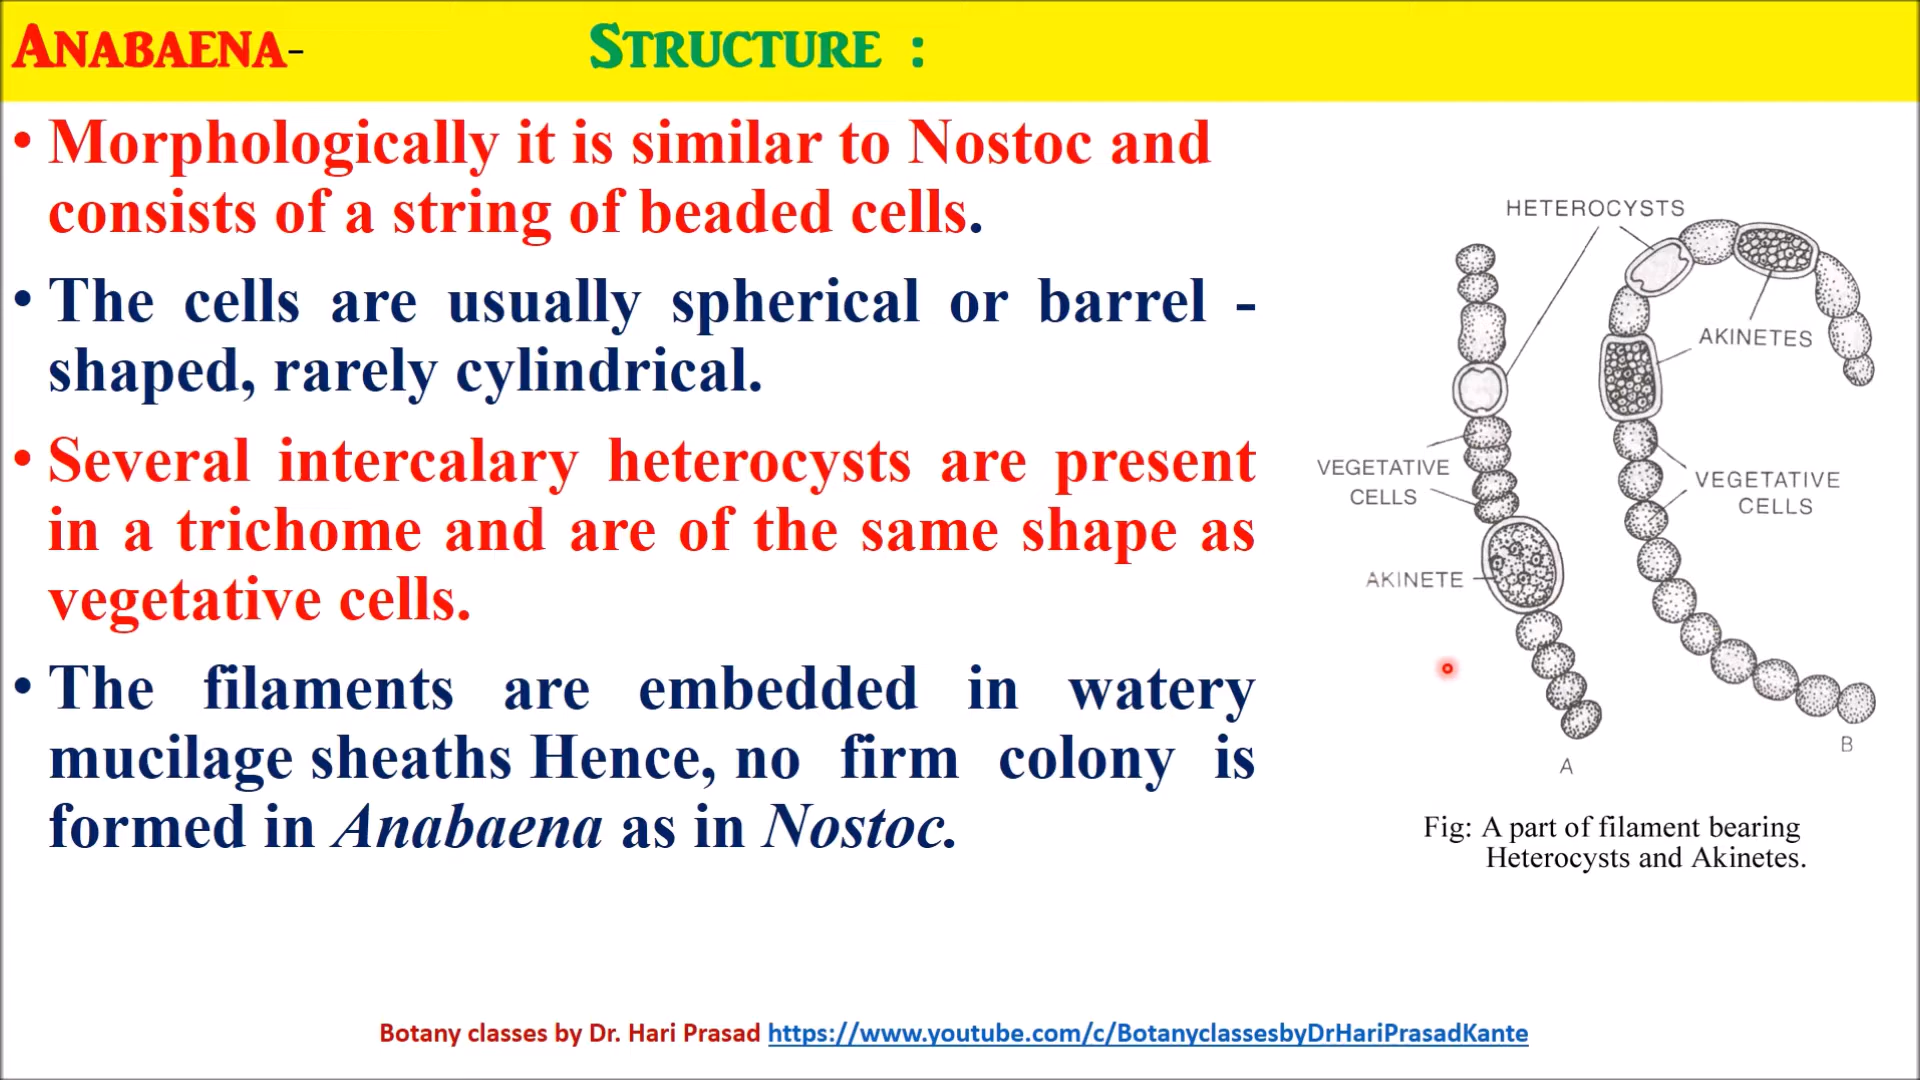 ANABAENA- STRUCTURE :
• Morphologically it is similar to Nostoc and
consists of a string of beaded cells.
• The cells are usually spherical or barrel -
shaped, rarely cylindrical.
• Several intercalary heterocysts are present
in a trichome and are of the same shape as
vegetative cells.
• The filaments are embedded in watery
mucilage sheaths Hence, no firm colony is
formed in Anabaena as in Nostoc.
HETEROCYSTS
AKINETES
VEGETATIVE
CELLS
VEGETATIVE
CELLS
AKINETE
A
B
Fig: A part of filament bearing
Heterocysts and Akinetes.
Botany classes by Dr. Hari Prasad https://www.youtube.com/c/BotanyclassesbyDrHariPrasadKante